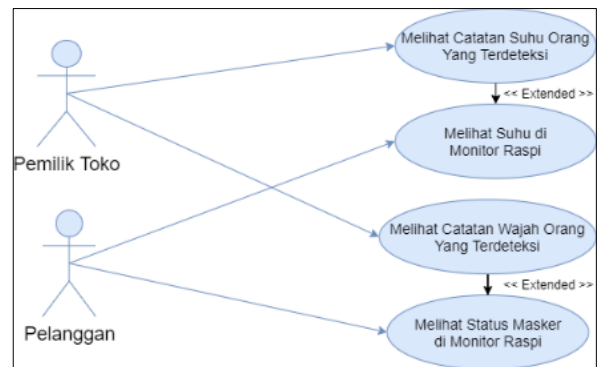 Melihat Catatan Suhu Orang
Yang Terdeteksi
<< Extended >>
Melihat Suhu di
Monitor Raspi
Pemilik Toko
Melihat Catatan Wajah Orang
Yang Terdeteksi
<< Extended >>
Melihat Status Masker
di Monitor Raspi
Pelanggan